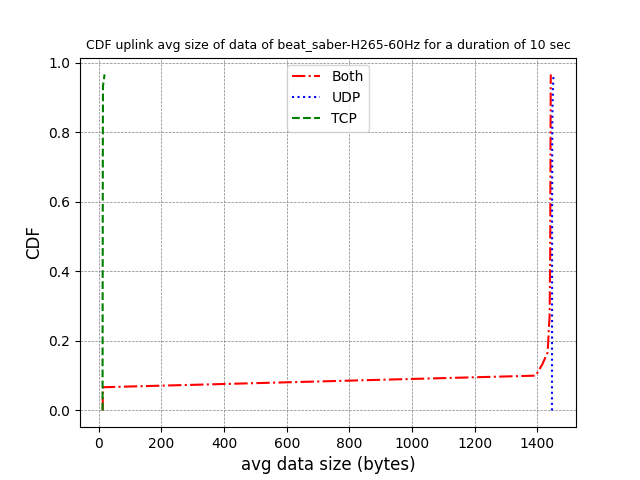 CDF uplink avg size of data of beat_saber-H265-60Hz for a duration of 10 sec
1.0
0.8
0.6
0.4
0.2
0.0
CDF
Both
UDP
TCP
0 200 400 600 800 1000 1200 1400
avg data size (bytes)